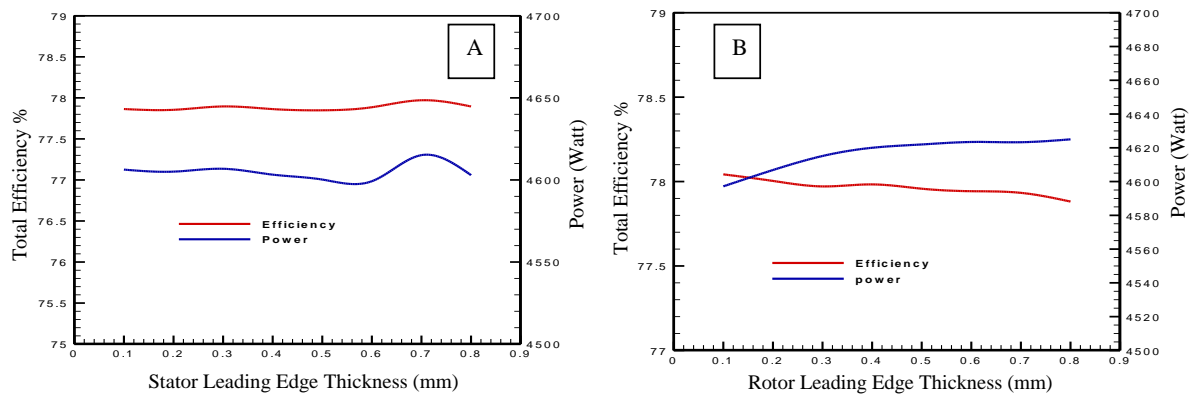 A
Total Efficiency %
79
78.5
78
77.5
77
76.5
76
75.5
75
Efficiency
Power
4700
4650
4600
4550
4500
Power (Watt)
0 0.1 0.2 0.3 0.4 0.5 0.6 0.7 0.8 0.9
Stator Leading Edge Thickness (mm)
B
Total Efficiency %
79
78.5
78
77.5
77
Efficiency
power
4700
4680
4660
4640
4620
4600
4580
4560
4540
4520
4500
Power (Watt)
0 0.1 0.2 0.3 0.4 0.5 0.6 0.7 0.8 0.9
Rotor Leading Edge Thickness (mm)